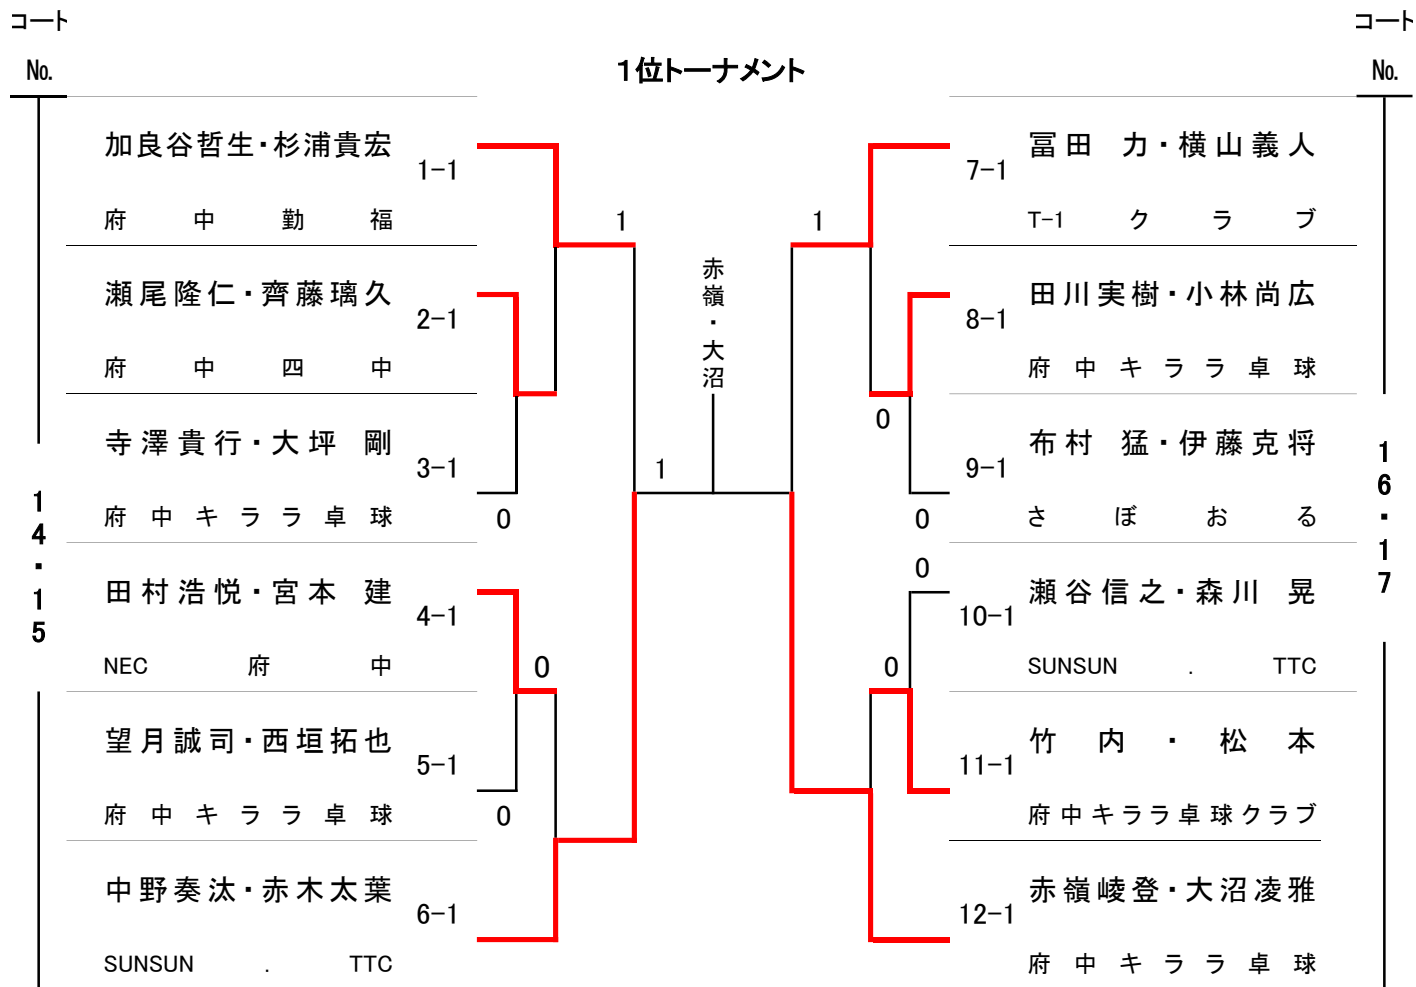 コート
No.
1位トーナメント
コート
No.
加良谷哲生・杉浦貴宏
1-1
府中勤福
瀬尾隆仁・齊藤璃久
2-1
府中四中
寺澤貴行・大坪 剛
3-1
府中キララ卓球
0
田村浩悦・宮本 建
4-1
NEC 府中
望月誠司・西垣拓也
5-1
府中キララ卓球
0
中野奏汰・赤木太葉
6-1
SUNSUN . TTC
14・15
1
0
1
赤嶺・大沼
1
0
0
0
0
冨田 力・横山義人
7-1
T-1 クラブ
田川実樹・小林尚広
8-1
府中キララ卓球
布村 猛・伊藤克将
9-1
さぼおる
瀬谷信之・森川 晃
10-1
SUNSUN . TTC
竹内・松本
11-1
府中キララ卓球クラブ
赤嶺崚登・大沼凌雅
12-1
府中キララ卓球
16・17